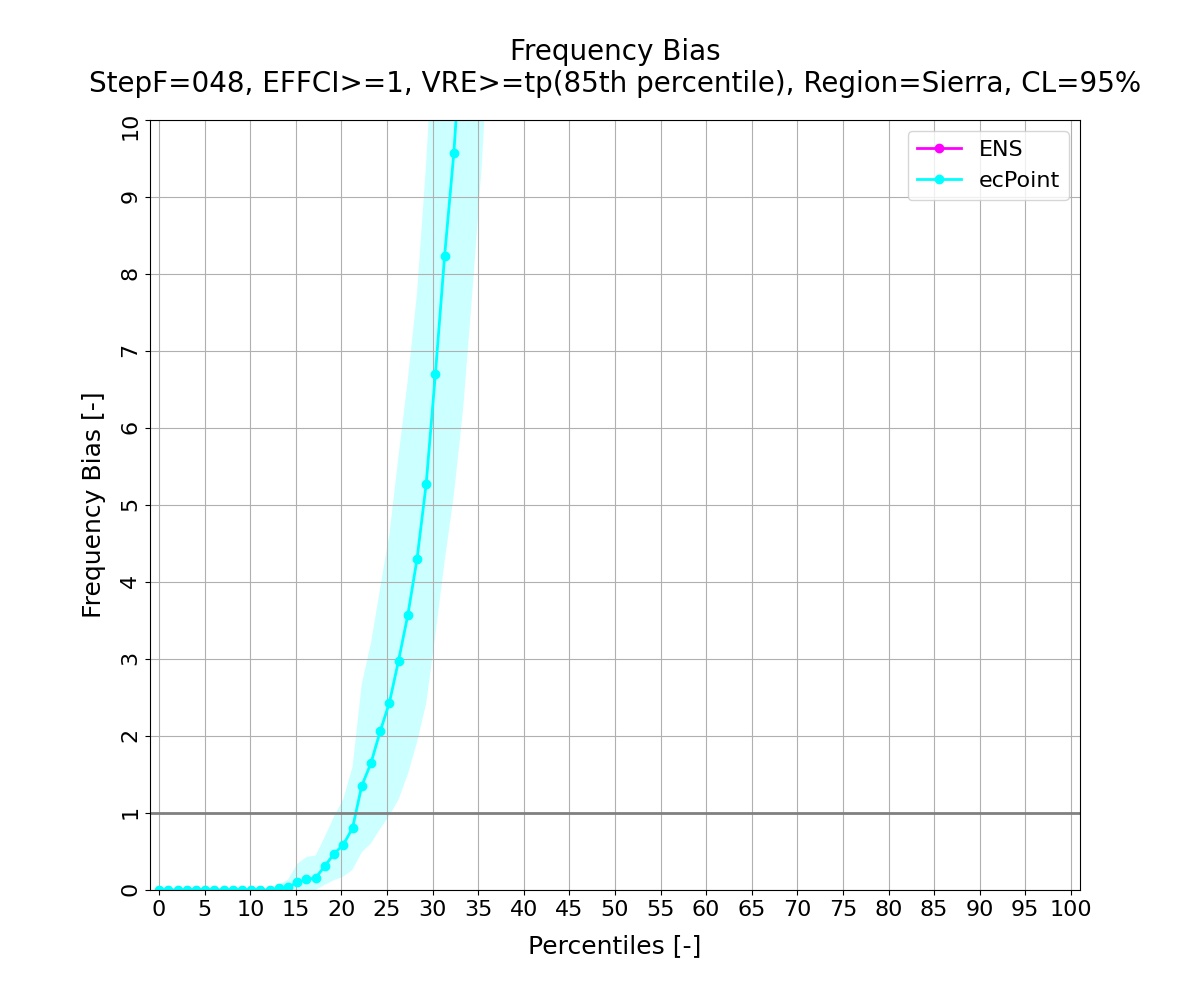 Frequency Bias
StepF=048, EFFCI>=1, VRE>=tp(85th percentile), Region=Sierra, CL=95%
ENS
ecPoint
Frequency Bias [-]
10
9
8
7
6
5
4
3
2
1
0
0 5 10 15 20 25 30 35 40 45 50 55 60 65 70 75 80 85 90 95 100
Percentiles [-]